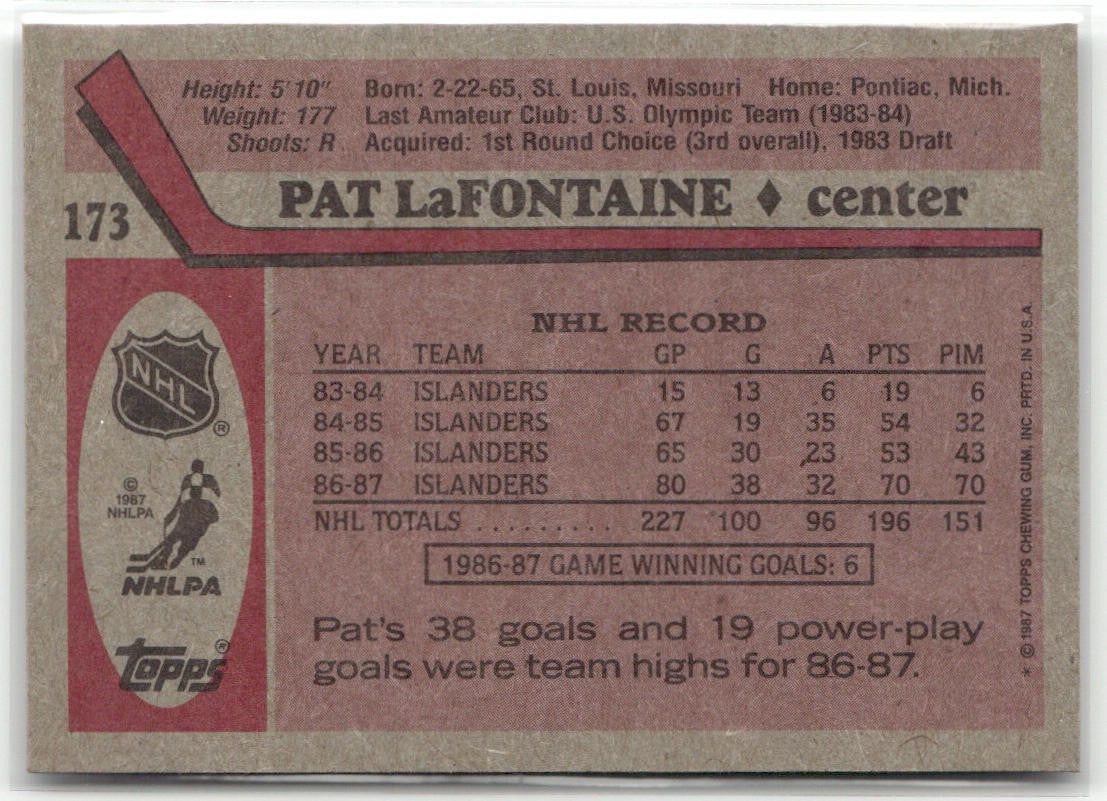 Height: 5'10" Born: 2-22-65, St. Louis, Missouri Home: Pontiac, Mich.
Weight: 177 Last Amateur Club: U.S. Olympic Team (1983-84)
Shoots: R Acquired: 1st Round Choice (3rd overall), 1983 Draft
173 PAT LaFONTAINE ♦ center
NHL RECORD
YEAR TEAM GP G A PTS PIM
83-84 ISLANDERS 15 13 6 19 6
84-85 ISLANDERS 67 19 35 54 32
85-86 ISLANDERS 65 30 23 53 43
86-87 ISLANDERS 80 38 32 70 70
NHL TOTALS .......... 227 100 96 196 151
1986-87 GAME WINNING GOALS: 6
Pat's 38 goals and 19 power-play
goals were team highs for 86-87.
NHL
®
©
1987
NHLPA
TM
NHLPA
topps®
* © 1987 TOPPS CHEWING GUM, INC. PRTD. IN U.S.A.